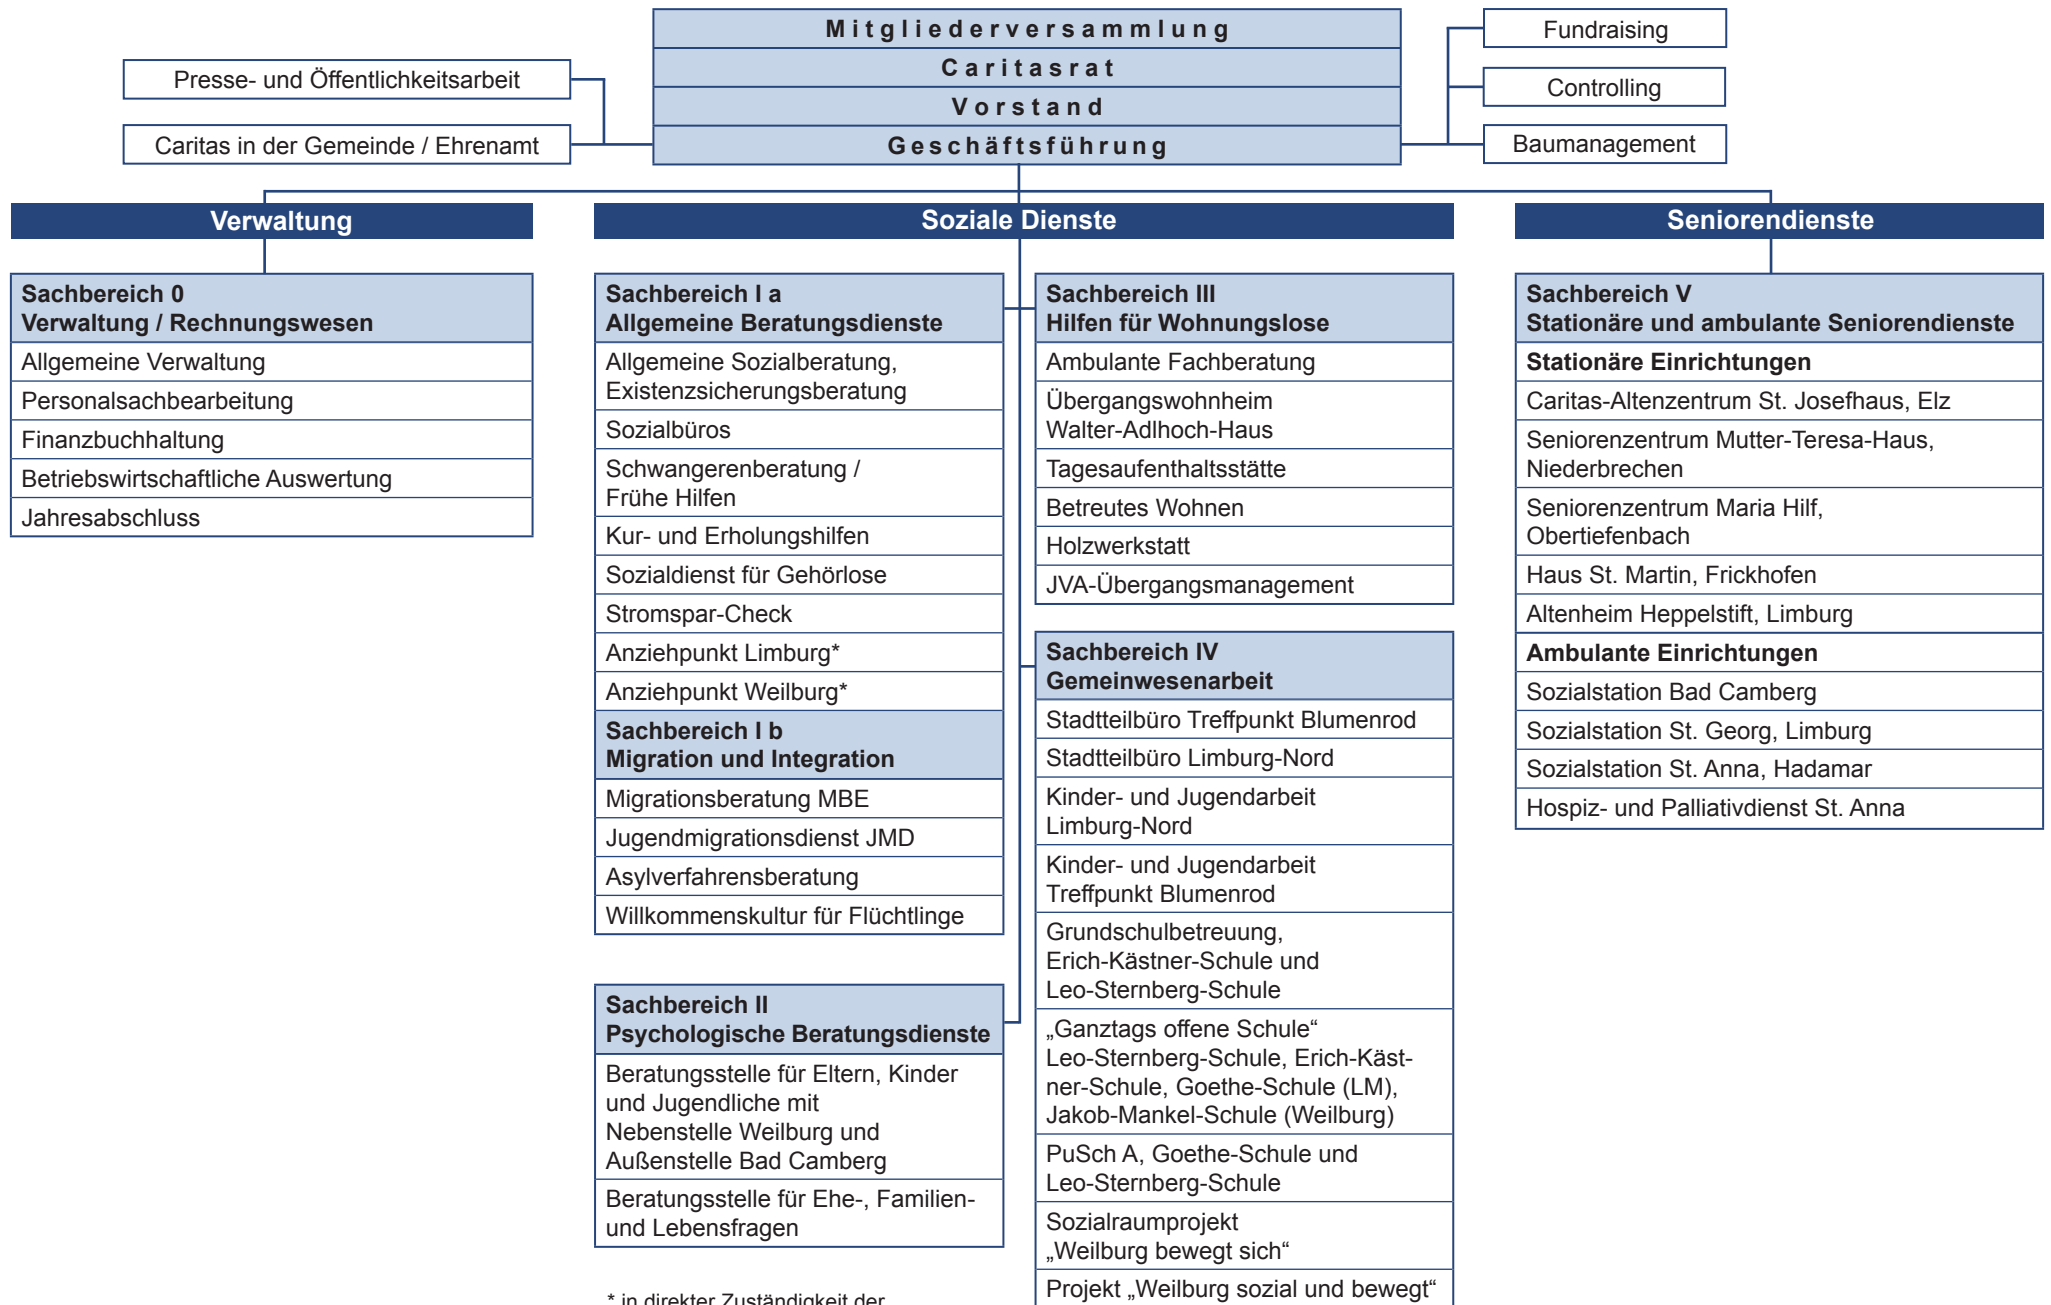 Mitgliederversammlung
Caritasrat
Vorstand
Geschäftsführung
Presse- und Öffentlichkeitsarbeit
Caritas in der Gemeinde / Ehrenamt
Fundraising
Controlling
Baumanagement
Verwaltung
Sachbereich 0
Verwaltung / Rechnungswesen
Allgemeine Verwaltung
Personalsachbearbeitung
Finanzbuchhaltung
Betriebswirtschaftliche Auswertung
Jahresabschluss
Soziale Dienste
Sachbereich I a
Allgemeine Beratungsdienste
Allgemeine Sozialberatung,
Existenzsicherungsberatung
Sozialbüros
Schwangerenberatung /
Frühe Hilfen
Kur- und Erholungshilfen
Sozialdienst für Gehörlose
Stromspar-Check
Anziehpunkt Limburg*
Anziehpunkt Weilburg*
Sachbereich I b
Migration und Integration
Migrationsberatung MBE
Jugendmigrationsdienst JMD
Asylverfahrensberatung
Willkommenskultur für Flüchtlinge
Sachbereich II
Psychologische Beratungsdienste
Beratungsstelle für Eltern, Kinder
und Jugendliche mit
Nebenstelle Weilburg und
Außenstelle Bad Camberg
Beratungsstelle für Ehe-, Familien-
und Lebensfragen
* in direkter Zuständigkeit der
Sachbereich III
Hilfen für Wohnungslose
Ambulante Fachberatung
Übergangswohnheim
Walter-Adlhoch-Haus
Tagesaufenthaltsstätte
Betreutes Wohnen
Holzwerkstatt
JVA-Übergangsmanagement
Sachbereich IV
Gemeinwesenarbeit
Stadtteilbüro Treffpunkt Blumenrod
Stadtteilbüro Limburg-Nord
Kinder- und Jugendarbeit
Limburg-Nord
Kinder- und Jugendarbeit
Treffpunkt Blumenrod
Grundschulbetreuung,
Erich-Kästner-Schule und
Leo-Sternberg-Schule
„Ganztags offene Schule“
Leo-Sternberg-Schule, Erich-Käst-
ner-Schule, Goethe-Schule (LM),
Jakob-Mankel-Schule (Weilburg)
PuSch A, Goethe-Schule und
Leo-Sternberg-Schule
Sozialraumprojekt
„Weilburg bewegt sich“
Projekt „Weilburg sozial und bewegt“
Seniorendienste
Sachbereich V
Stationäre und ambulante Seniorendienste
Stationäre Einrichtungen
Caritas-Altenzentrum St. Josefhaus, Elz
Seniorenzentrum Mutter-Teresa-Haus,
Niederbrechen
Seniorenzentrum Maria Hilf,
Obertiefenbach
Haus St. Martin, Frickhofen
Altenheim Heppelstift, Limburg
Ambulante Einrichtungen
Sozialstation Bad Camberg
Sozialstation St. Georg, Limburg
Sozialstation St. Anna, Hadamar
Hospiz- und Palliativdienst St. Anna